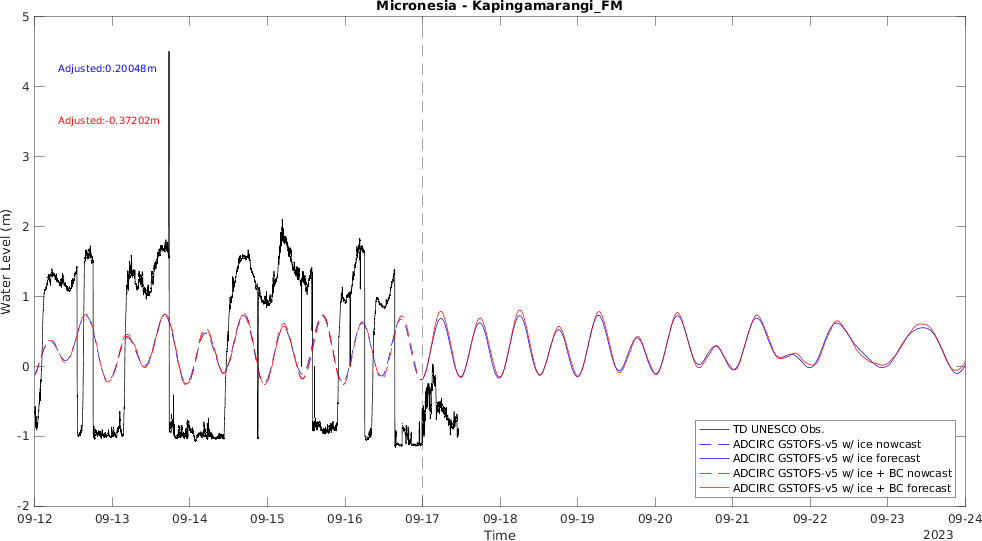 Micronesia - Kapingamarangi_FM
Adjusted:0.20048m
Adjusted:-0.37202m
Water Level (m)
5
4
3
2
1
0
-1
-2
TD UNESCO Obs.
ADCIRC GSTOFS-v5 w/ ice nowcast
ADCIRC GSTOFS-v5 w/ ice forecast
ADCIRC GSTOFS-v5 w/ ice + BC nowcast
ADCIRC GSTOFS-v5 w/ ice + BC forecast
09-12 09-13 09-14 09-15 09-16 09-17 09-18 09-19 09-20 09-21 09-22 09-23 09-24
Time
2023